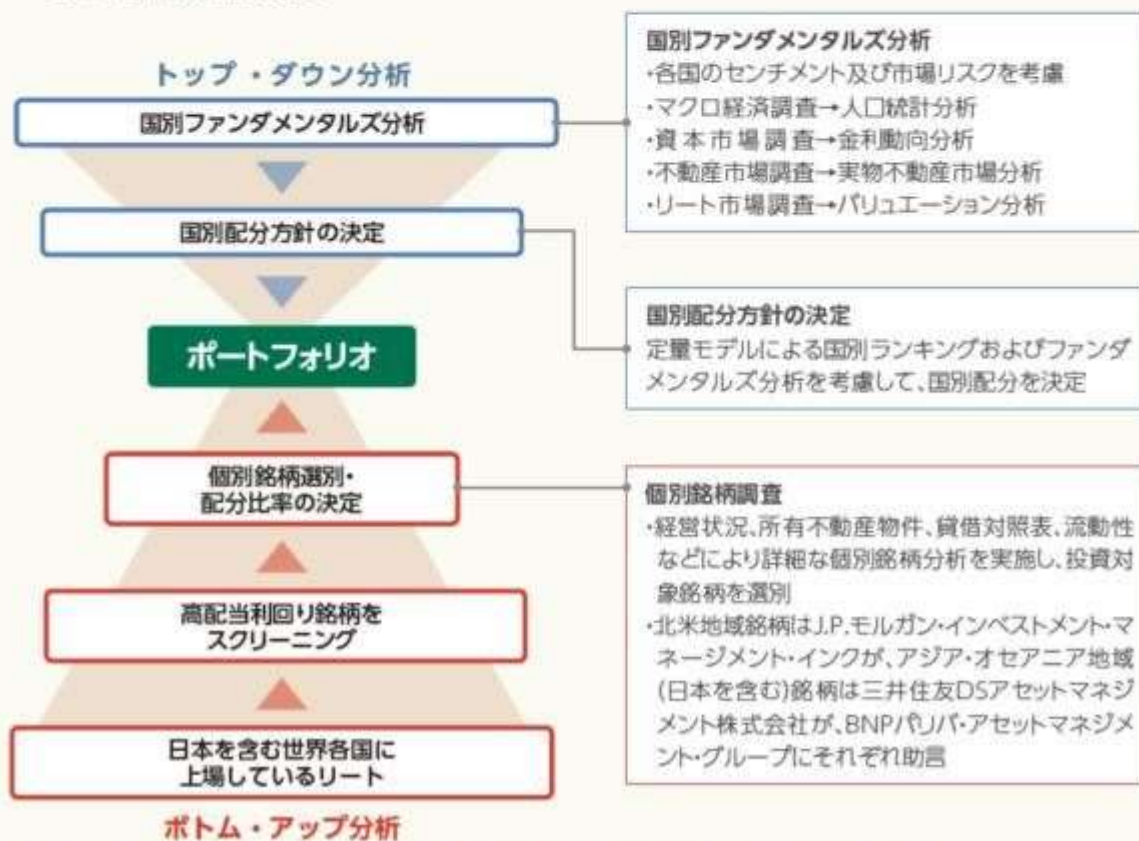 トップ・ダウン分析
国別ファンダメンタルズ分析
国別配分方針の決定
ポートフォリオ
個別銘柄選別・
配分比率の決定
高配当利回り銘柄を
スクリーニング
日本を含む世界各国に
上場しているリート
ボトム・アップ分析
国別ファンダメンタルズ分析
・各国のセンチメント及び市場リスクを考慮
・マクロ経済調査→人口統計分析
・資本市場調査→金利動向分析
・不動産市場調査→実物不動産市場分析
・リート市場調査→バリュエーション分析
国別配分方針の決定
定量モデルによる国別ランキングおよびファンダ
メンタルズ分析を考慮して、国別配分を決定
個別銘柄調査
・経営状況、所有不動産物件、貸借対照表、流動性
などにより詳細な個別銘柄分析を実施し、投資対
象銘柄を選別
・北米地域銘柄はJ.P.モルガン・インベストメント・マ
ネージメント・インクが、アジア・オセアニア地域
(日本を含む)銘柄は三井住友DSアセットマネジ
メント株式会社が、BNPパリバ・アセットマネジメ
ント・グループにそれぞれ助言